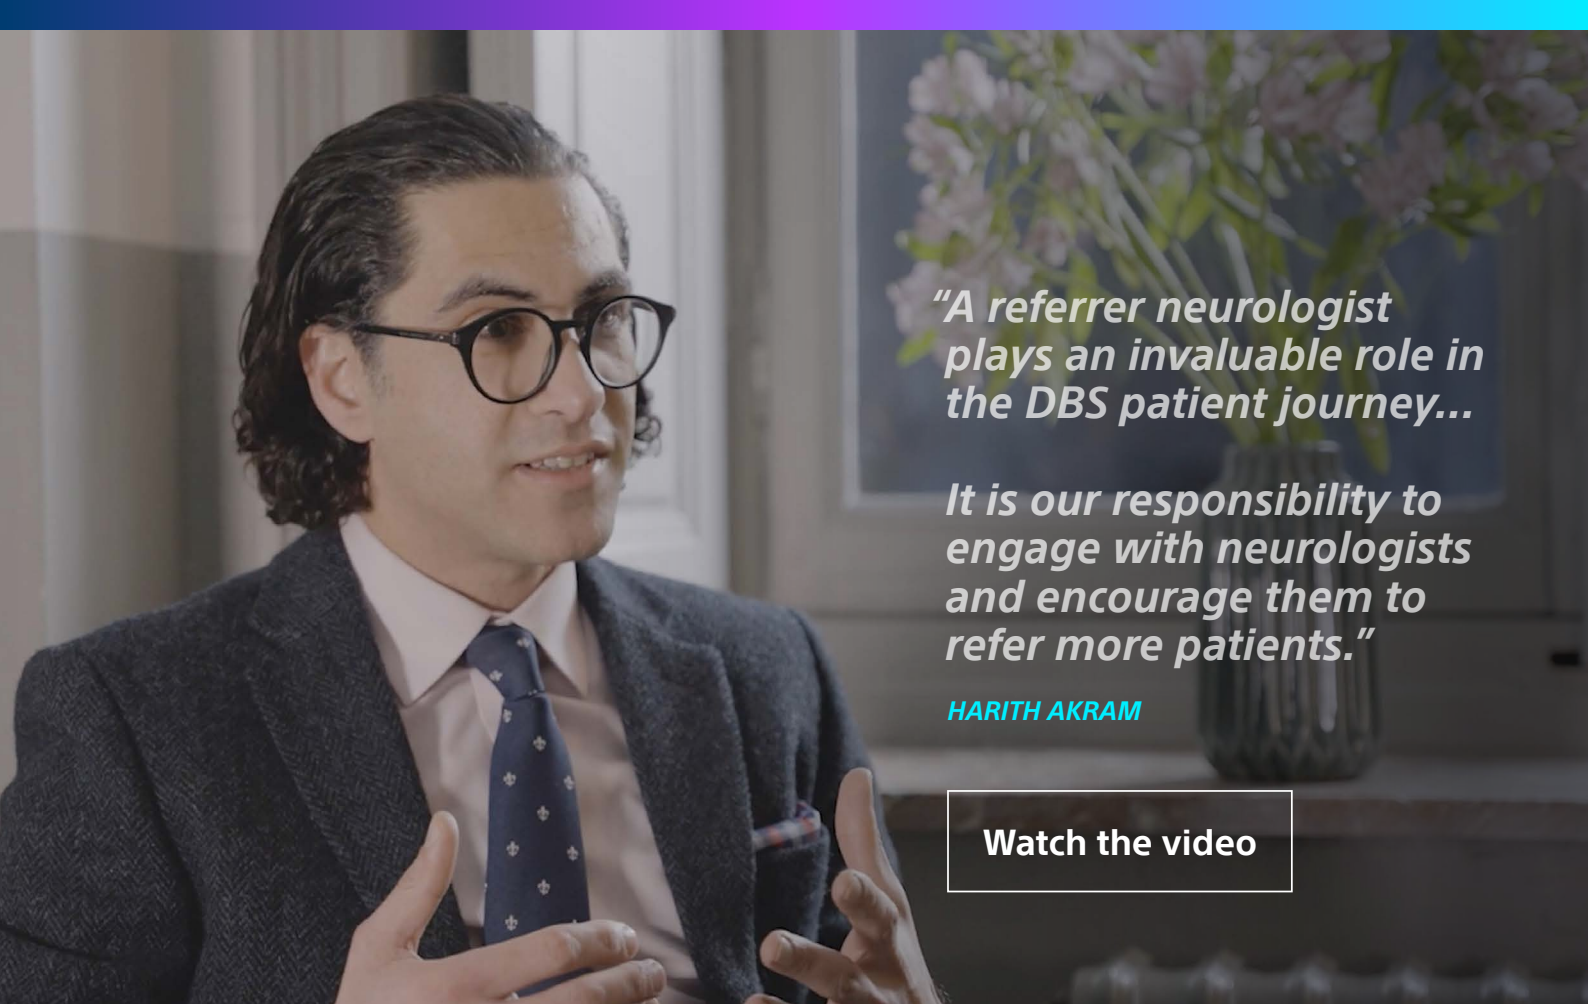 “A referrer neurologist
plays an invaluable role in
the DBS patient journey...
It is our responsibility to
engage with neurologists
and encourage them to
refer more patients.”
HARITH AKRAM
Watch the video